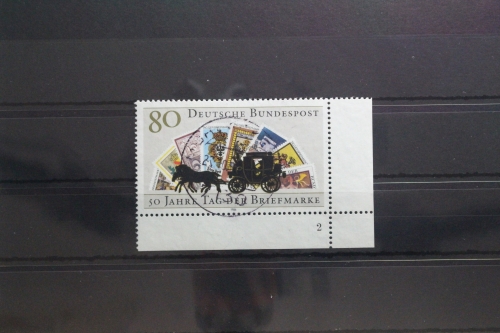 80 DEUTSCHE BUNDESPOST
50 JAHRE TAG DER BRIEFMARKE
2